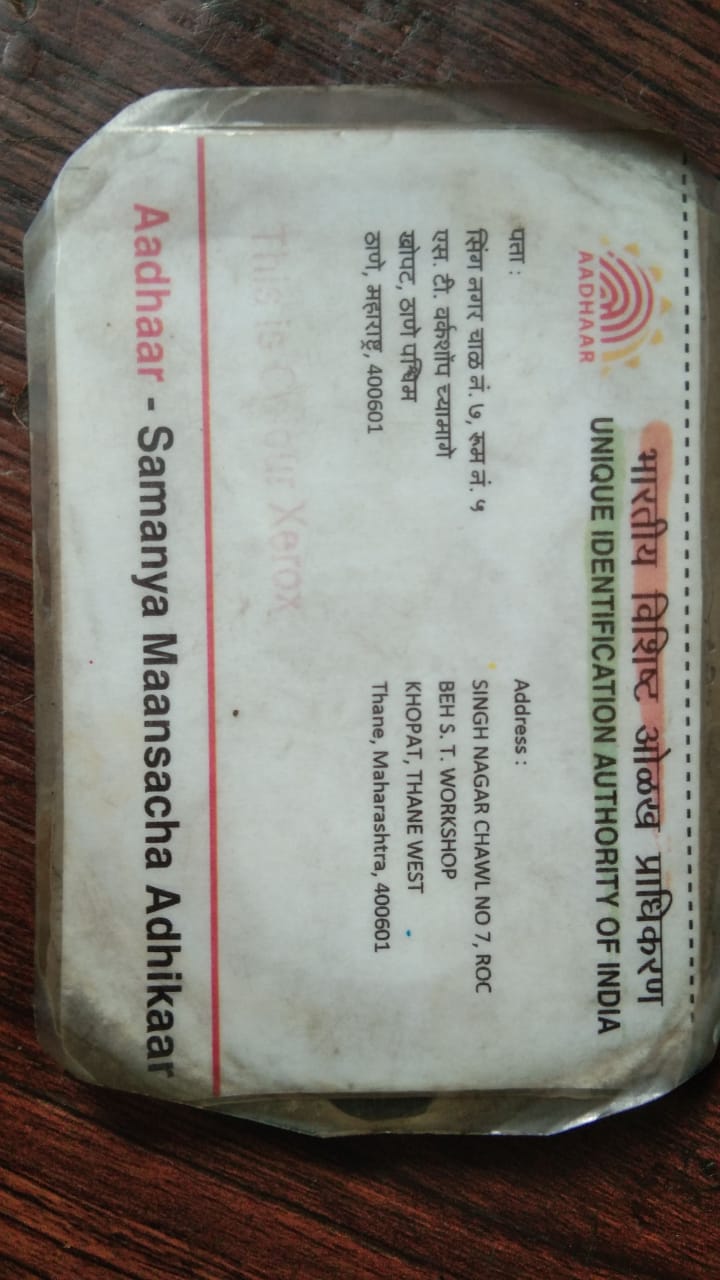 भारतीय विशिष्ट ओळख प्राधिकरण
UNIQUE IDENTIFICATION AUTHORITY OF INDIA
AADHAAR
पता :
सिंग नगर चाळ नं. ७, रूम नं. ५
एस. टी. वर्कशॉप च्यामागे
खोपट, ठाणे पश्चिम
ठाणे, महाराष्ट्र, 400601
Address :
SINGH NAGAR CHAWL NO 7, ROC
BEH S. T. WORKSHOP
KHOPAT, THANE WEST
Thane, Maharashtra, 400601
This is Xerox
Aadhaar - Samanya Maansacha Adhikaar